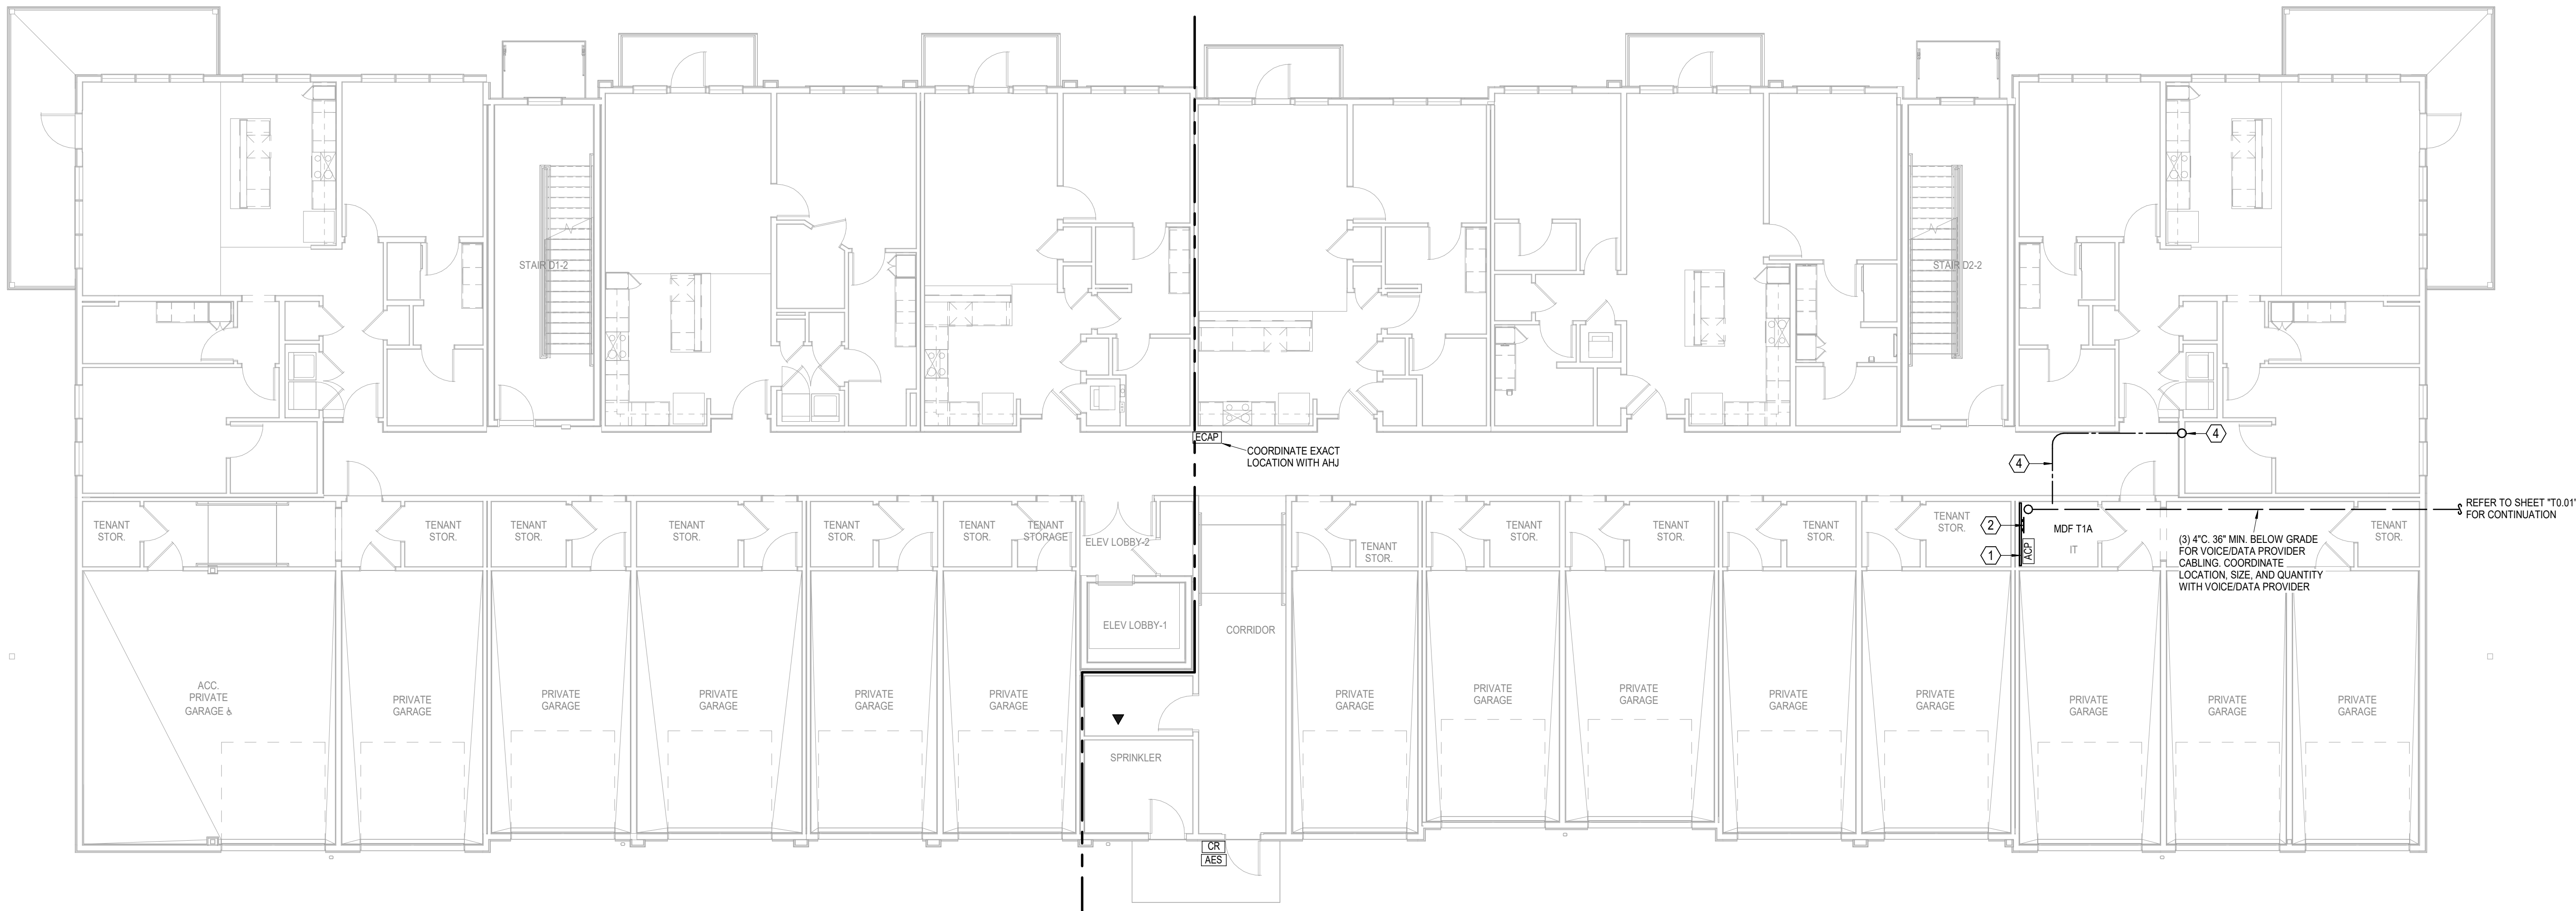 STAIR D1-2
STAIR D2-2
ECAP
COORDINATE EXACT
LOCATION WITH AHJ
4
4
REFER TO SHEET "T0.01"
FOR CONTINUATION
TENANT
STOR.
TENANT
STOR.
TENANT
STOR.
TENANT
STOR.
TENANT
STOR.
TENANT
STOR.
TENANT
STORAGE
ELEV LOBBY-2
TENANT
STOR.
TENANT
STOR.
TENANT
STOR.
TENANT
STOR.
TENANT
STOR.
2
1
ACP
MDF T1A
IT
(3) 4"C. 36" MIN. BELOW GRADE
FOR VOICE/DATA PROVIDER
CABLING. COORDINATE
LOCATION, SIZE, AND QUANTITY
WITH VOICE/DATA PROVIDER
TENANT
STOR.
ELEV LOBBY-1
CORRIDOR
ACC.
PRIVATE
GARAGE
PRIVATE
GARAGE
PRIVATE
GARAGE
PRIVATE
GARAGE
PRIVATE
GARAGE
PRIVATE
GARAGE
PRIVATE
GARAGE
PRIVATE
GARAGE
PRIVATE
GARAGE
PRIVATE
GARAGE
PRIVATE
GARAGE
PRIVATE
GARAGE
PRIVATE
GARAGE
PRIVATE
GARAGE
SPRINKLER
CR
AES